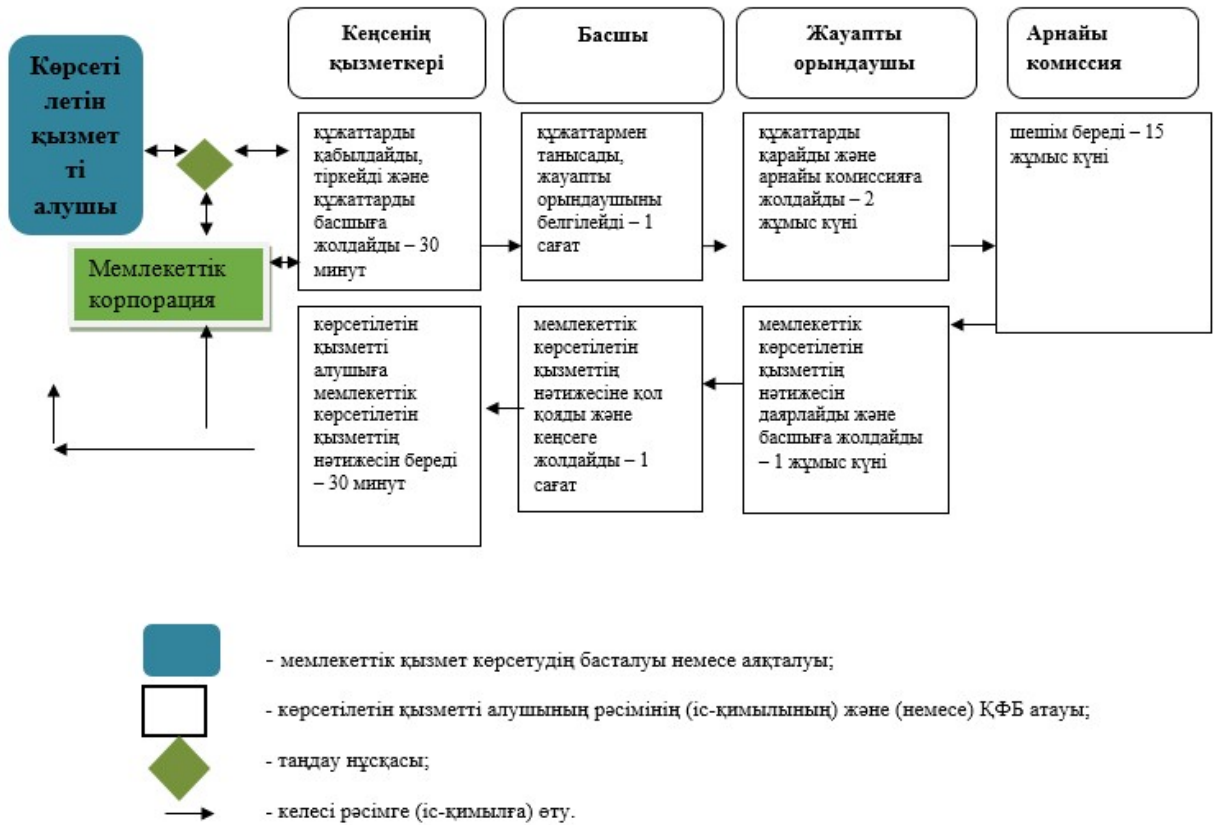 Көрсеті
летін
қызмет
ті
алушы
Мемлекеттік
корпорация
Кеңсенің
қызметкері
Басшы
Жауапты
орындаушы
Арнайы
комиссия
құжаттарды
қабылдайды,
тіркейді және
құжаттарды
басшыға
жолдайды – 30
минут
құжаттармен
танысады,
жауапты
орындаушыны
белгілейді – 1
сағат
құжаттарды
қарайды және
арнайы комиссияға
жолдайды – 2
жұмыс күні
шешім береді – 15
жұмыс күні
көрсетілетін
қызметті
алушыға
мемлекеттік
көрсетілетін
қызметтің
нәтижесін береді
– 30 минут
мемлекеттік
көрсетілетін
қызметтің
нәтижесіне қол
қояды және
кеңсеге
жолдайды – 1
сағат
мемлекеттік
көрсетілетін
қызметтің
нәтижесін
даярлайды және
басшыға жолдайды
– 1 жұмыс күні
- мемлекеттік қызмет көрсетудің басталуы немесе аяқталуы;
- көрсетілетін қызметті алушының рәсімінің (іс-қимылының) және (немесе) ҚФБ атауы;
- таңдау нұсқасы;
- келесі рәсімге (іс-қимылға) өту.